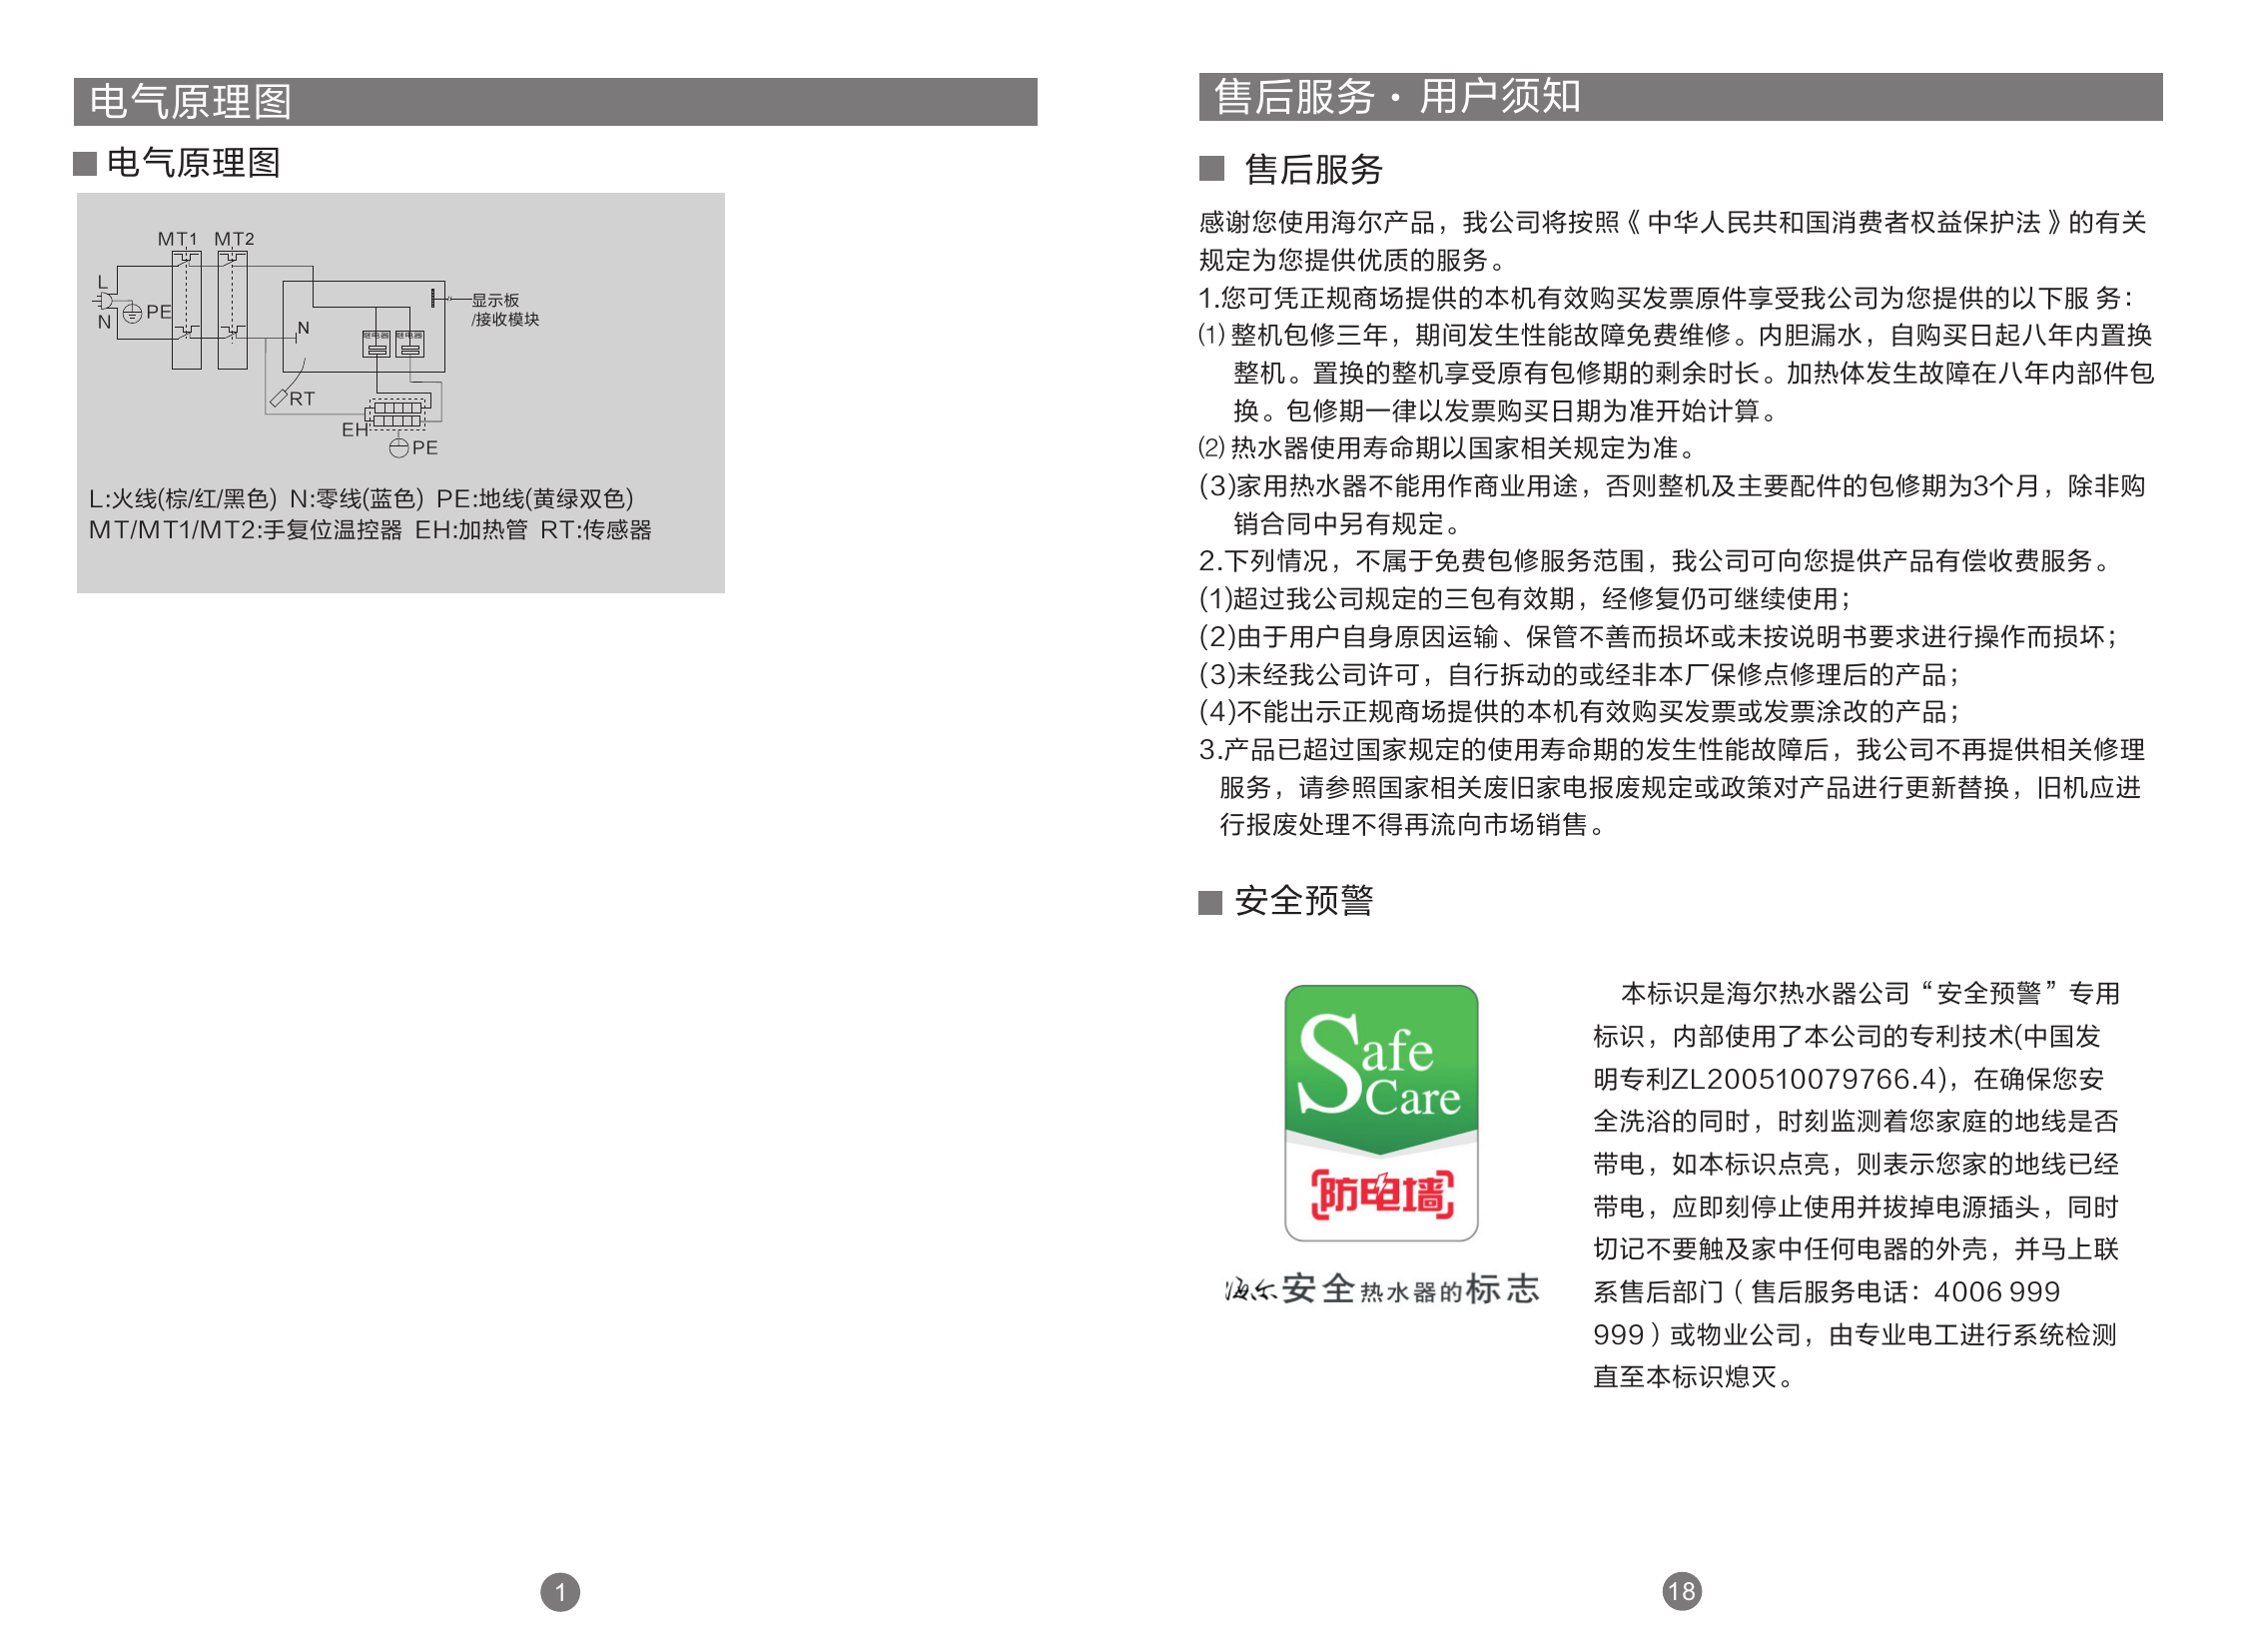 电气原理图
电气原理图
MT1 MT2
L
PE
N
N
显示板
/接收模块
继电器 继电器
RT
EH
PE
L:火线(棕/红/黑色) N:零线(蓝色) PE:地线(黄绿双色)
MT/MT1/MT2:手复位温控器 EH:加热管 RT:传感器
1
售后服务·用户须知
售后服务
感谢您使用海尔产品，我公司将按照《中华人民共和国消费者权益保护法》的有关
规定为您提供优质的服务。
1.您可凭正规商场提供的本机有效购买发票原件享受我公司为您提供的以下服 务：
⑴ 整机包修三年，期间发生性能故障免费维修。内胆漏水，自购买日起八年内置换
整机。置换的整机享受原有包修期的剩余时长。加热体发生故障在八年内部件包
换。包修期一律以发票购买日期为准开始计算。
⑵ 热水器使用寿命期以国家相关规定为准。
(3)家用热水器不能用作商业用途，否则整机及主要配件的包修期为3个月，除非购
销合同中另有规定。
2.下列情况，不属于免费包修服务范围，我公司可向您提供产品有偿收费服务。
(1)超过我公司规定的三包有效期，经修复仍可继续使用；
(2)由于用户自身原因运输、保管不善而损坏或未按说明书要求进行操作而损坏；
(3)未经我公司许可，自行拆动的或经非本厂保修点修理后的产品；
(4)不能出示正规商场提供的本机有效购买发票或发票涂改的产品；
3.产品已超过国家规定的使用寿命期的发生性能故障后，我公司不再提供相关修理
服务，请参照国家相关废旧家电报废规定或政策对产品进行更新替换，旧机应进
行报废处理不得再流向市场销售。
安全预警
Safe
Care
防电墙
海尔安全热水器的标志
本标识是海尔热水器公司“安全预警”专用
标识，内部使用了本公司的专利技术(中国发
明专利ZL200510079766.4)，在确保您安
全洗浴的同时，时刻监测着您家庭的地线是否
带电，如本标识点亮，则表示您家的地线已经
带电，应即刻停止使用并拔掉电源插头，同时
切记不要触及家中任何电器的外壳，并马上联
系售后部门（售后服务电话：4006 999
999）或物业公司，由专业电工进行系统检测
直至本标识熄灭。
18